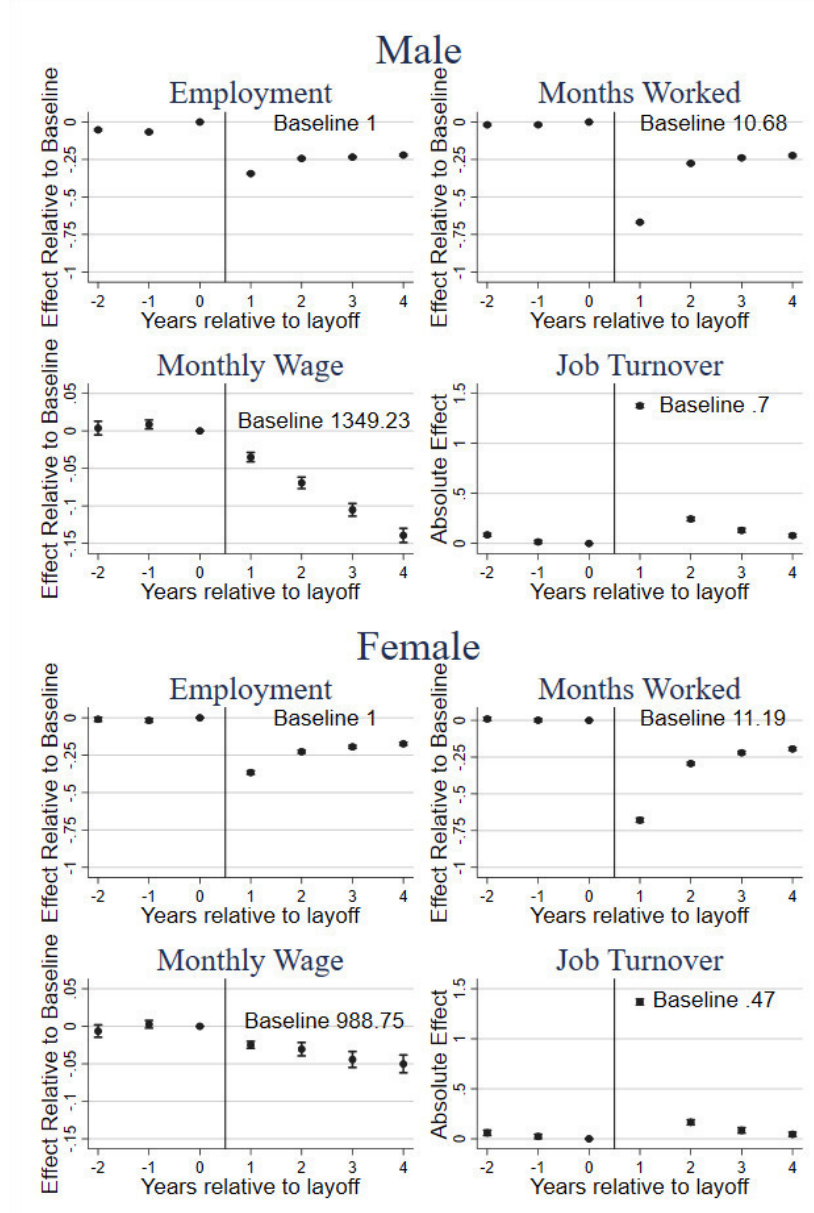 Male
Employment
Effect Relative to Baseline
0
-.25
-.5
-.75
-1
Baseline 1
-2 -1 0 1 2 3 4
Years relative to layoff
Months Worked
Effect Relative to Baseline
0
-.25
-.5
-.75
-1
Baseline 10.68
-2 -1 0 1 2 3 4
Years relative to layoff
Monthly Wage
Effect Relative to Baseline
.05
0
-.05
-.1
-.15
Baseline 1349.23
-2 -1 0 1 2 3 4
Years relative to layoff
Job Turnover
Absolute Effect
1.5
1
.5
0
Baseline .7
-2 -1 0 1 2 3 4
Years relative to layoff
Female
Employment
Effect Relative to Baseline
0
-.25
-.5
-.75
-1
Baseline 1
-2 -1 0 1 2 3 4
Years relative to layoff
Months Worked
Effect Relative to Baseline
0
-.25
-.5
-.75
-1
Baseline 11.19
-2 -1 0 1 2 3 4
Years relative to layoff
Monthly Wage
Effect Relative to Baseline
.05
0
-.05
-.1
-.15
Baseline 988.75
-2 -1 0 1 2 3 4
Years relative to layoff
Job Turnover
Absolute Effect
1.5
1
.5
0
Baseline .47
-2 -1 0 1 2 3 4
Years relative to layoff